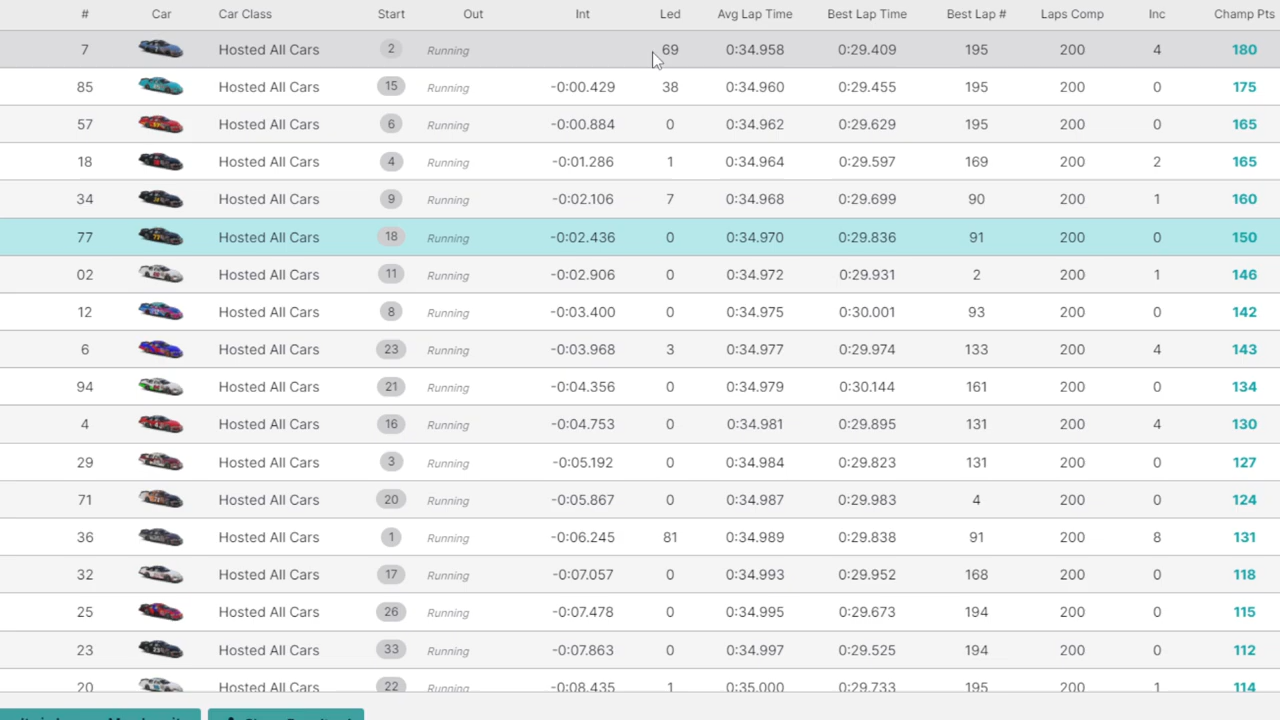 # Car Car Class Start Out Int Led Avg Lap Time Best Lap Time Best Lap # Laps Comp Inc Champ Pts
7 Hosted All Cars 2 Running 69 0:34.958 0:29.409 195 200 4 180
85 Hosted All Cars 15 Running -0:00.429 38 0:34.960 0:29.455 195 200 0 175
57 Hosted All Cars 6 Running -0:00.884 0 0:34.962 0:29.629 195 200 0 165
18 Hosted All Cars 4 Running -0:01.286 1 0:34.964 0:29.597 169 200 2 165
34 Hosted All Cars 9 Running -0:02.106 7 0:34.968 0:29.699 90 200 1 160
77 Hosted All Cars 18 Running -0:02.436 0 0:34.970 0:29.836 91 200 0 150
02 Hosted All Cars 11 Running -0:02.906 0 0:34.972 0:29.931 2 200 1 146
12 Hosted All Cars 8 Running -0:03.400 0 0:34.975 0:30.001 93 200 0 142
6 Hosted All Cars 23 Running -0:03.968 3 0:34.977 0:29.974 133 200 4 143
94 Hosted All Cars 21 Running -0:04.356 0 0:34.979 0:30.144 161 200 0 134
4 Hosted All Cars 16 Running -0:04.753 0 0:34.981 0:29.895 131 200 4 130
29 Hosted All Cars 3 Running -0:05.192 0 0:34.984 0:29.823 131 200 0 127
71 Hosted All Cars 20 Running -0:05.867 0 0:34.987 0:29.983 4 200 0 124
36 Hosted All Cars 1 Running -0:06.245 81 0:34.989 0:29.838 91 200 8 131
32 Hosted All Cars 17 Running -0:07.057 0 0:34.993 0:29.952 168 200 0 118
25 Hosted All Cars 26 Running -0:07.478 0 0:34.995 0:29.673 194 200 0 115
23 Hosted All Cars 33 Running -0:07.863 0 0:34.997 0:29.525 194 200 0 112
20 Hosted All Cars 22 Running -0:08.435 1 0:35.000 0:29.733 195 200 1 114